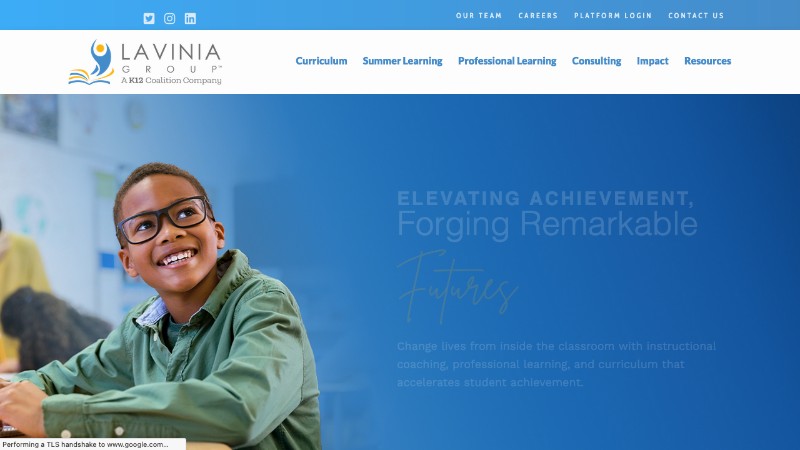 OUR TEAM CAREERS PLATFORM LOGIN CONTACT US
LAVINIA
GROUP™
A K12 Coalition Company
Curriculum Summer Learning Professional Learning Consulting Impact Resources
ELEVATING ACHIEVEMENT,
Forging Remarkable
Futures
Change lives from inside the classroom with instructional
coaching, professional learning, and curriculum that
accelerates student achievement.
Performing a TLS handshake to www.google.com...